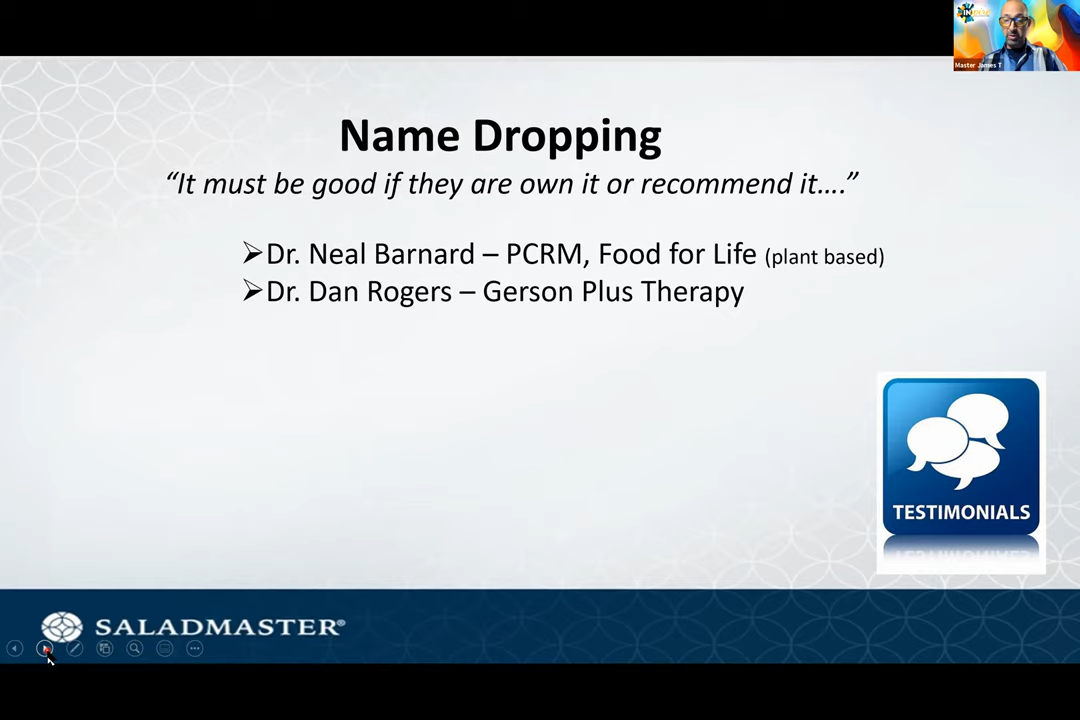 Master James T
Name Dropping
“It must be good if they are own it or recommend it….”
➢Dr. Neal Barnard – PCRM, Food for Life (plant based)
➢Dr. Dan Rogers – Gerson Plus Therapy
TESTIMONIALS
SALADMASTER®